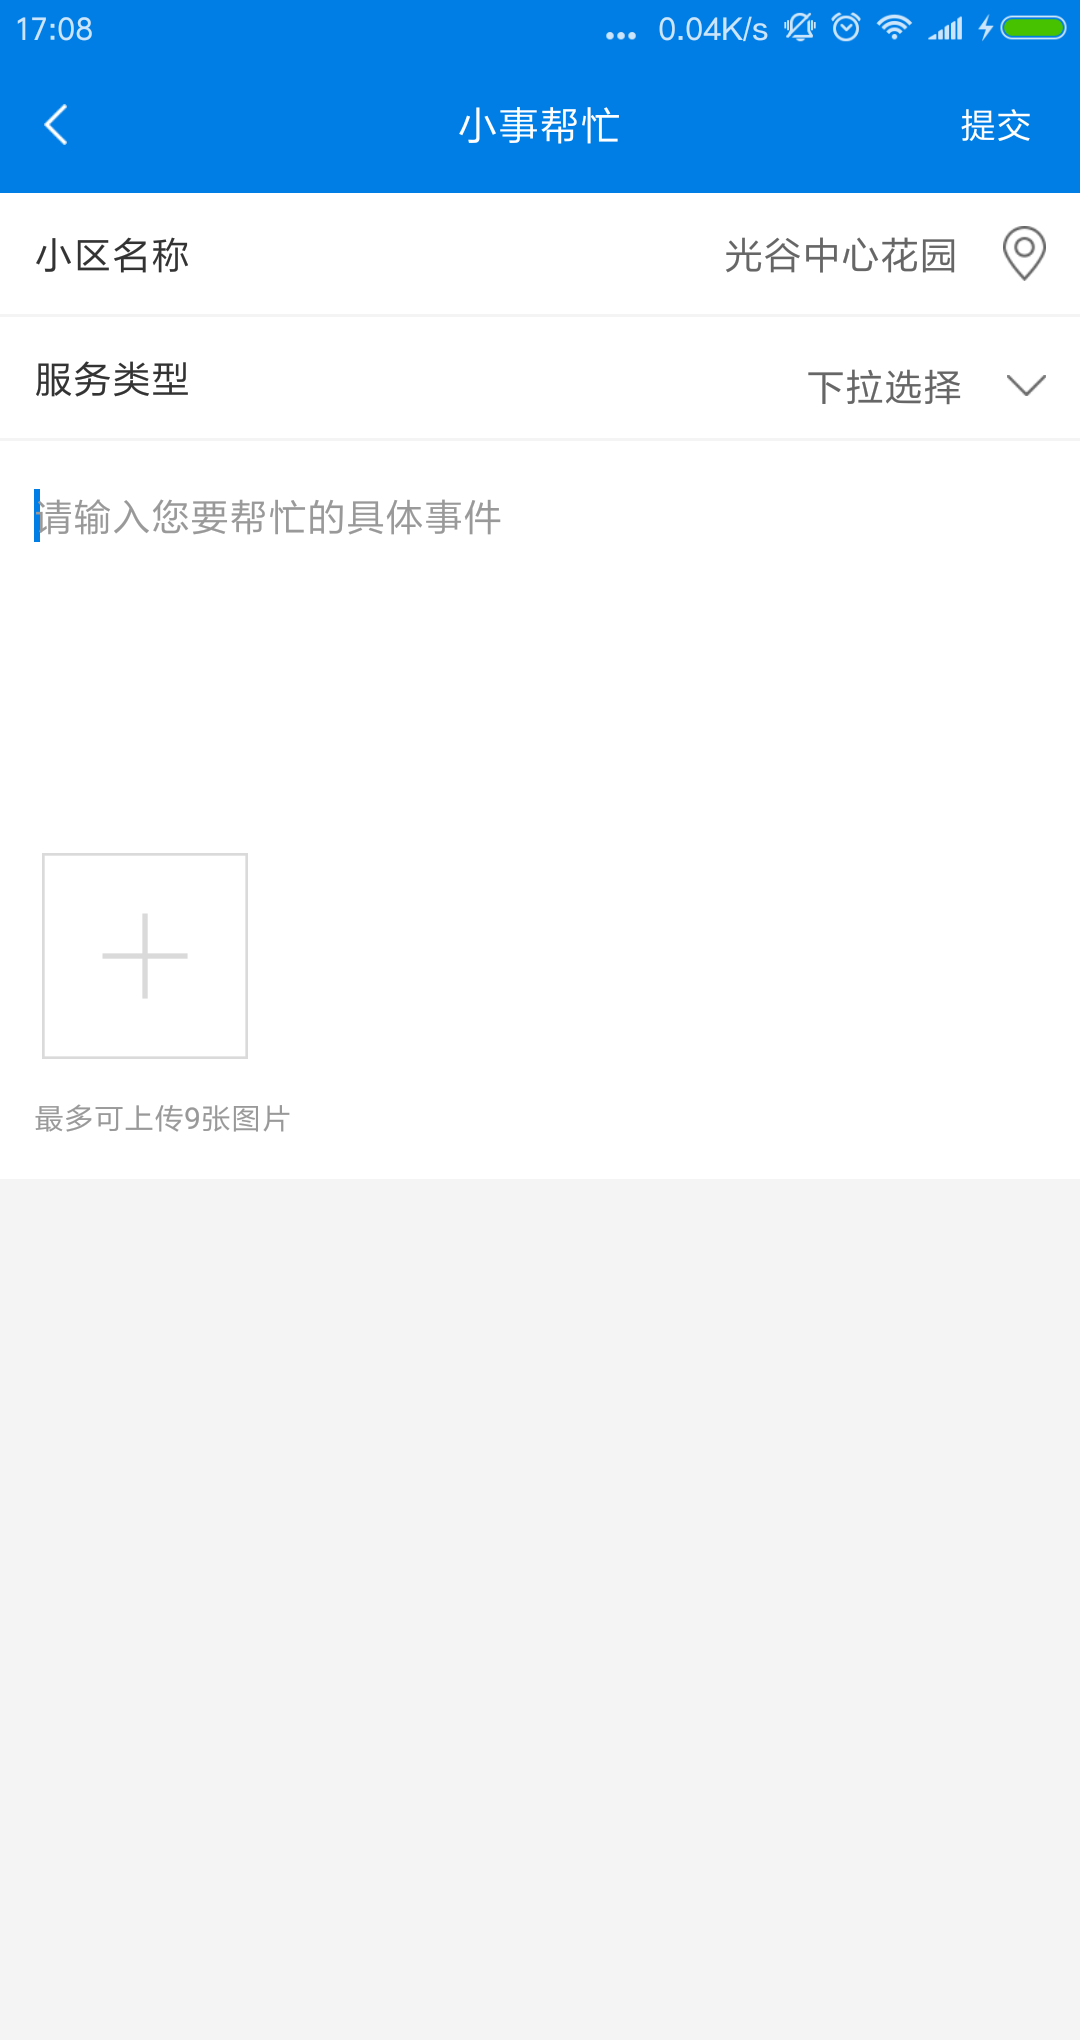 17:08 ... 0.04K/s
小事帮忙 提交
小区名称 光谷中心花园
服务类型 下拉选择
请输入您要帮忙的具体事件
最多可上传9张图片